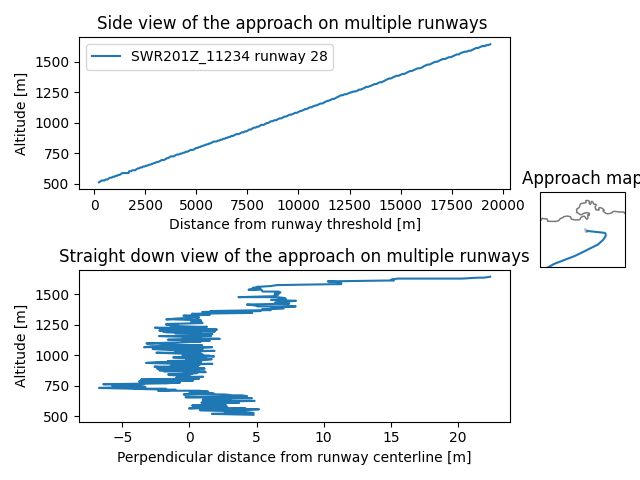 Side view of the approach on multiple runways
Altitude [m]
1500
1250
1000
750
500
SWR201Z_11234 runway 28
0 2500 5000 7500 10000 12500 15000 17500 20000
Distance from runway threshold [m]
Approach map
Straight down view of the approach on multiple runways
Altitude [m]
1500
1250
1000
750
500
−5 0 5 10 15 20
Perpendicular distance from runway centerline [m]